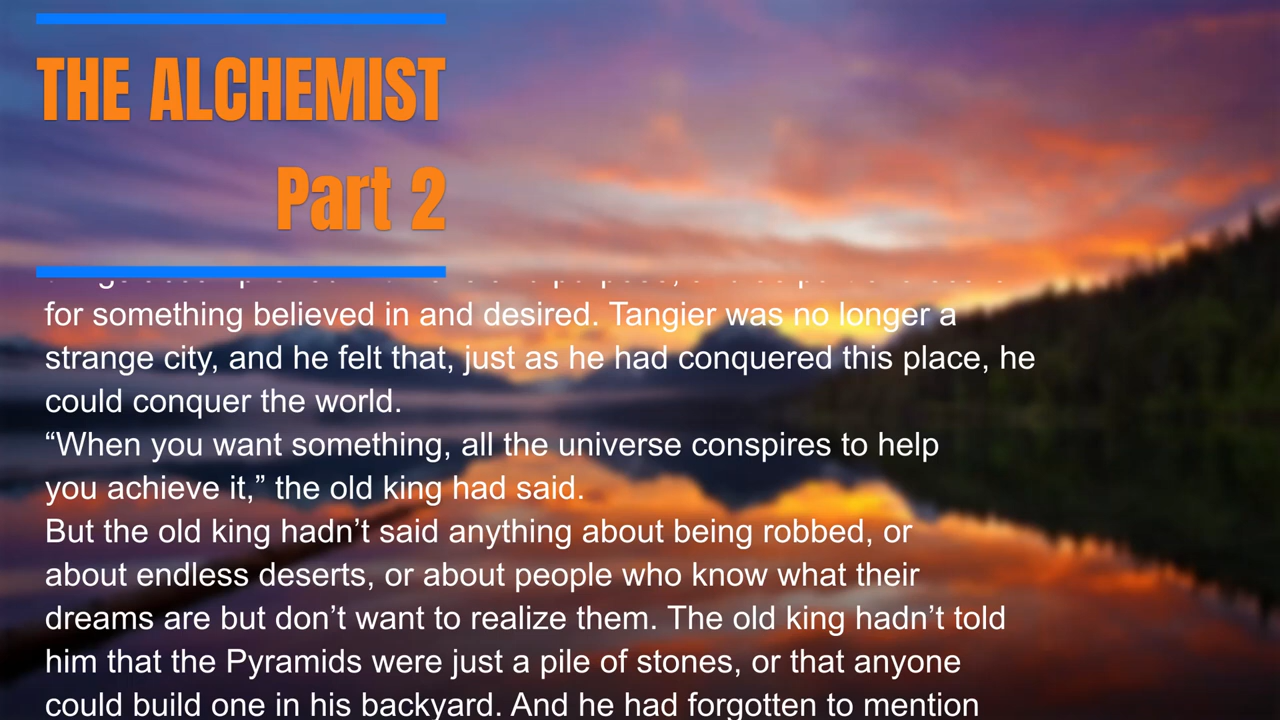 THE ALCHEMIST
Part 2
for something believed in and desired. Tangier was no longer a
strange city, and he felt that, just as he had conquered this place, he
could conquer the world.
“When you want something, all the universe conspires to help
you achieve it,” the old king had said.
But the old king hadn’t said anything about being robbed, or
about endless deserts, or about people who know what their
dreams are but don’t want to realize them. The old king hadn’t told
him that the Pyramids were just a pile of stones, or that anyone
could build one in his backyard. And he had forgotten to mention